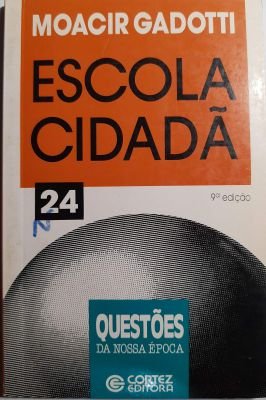 MOACIR GADOTTI
ESCOLA
CIDADÃ
24
9ª edição
QUESTÕES
DA NOSSA ÉPOCA
CORTEZ
EDITORA